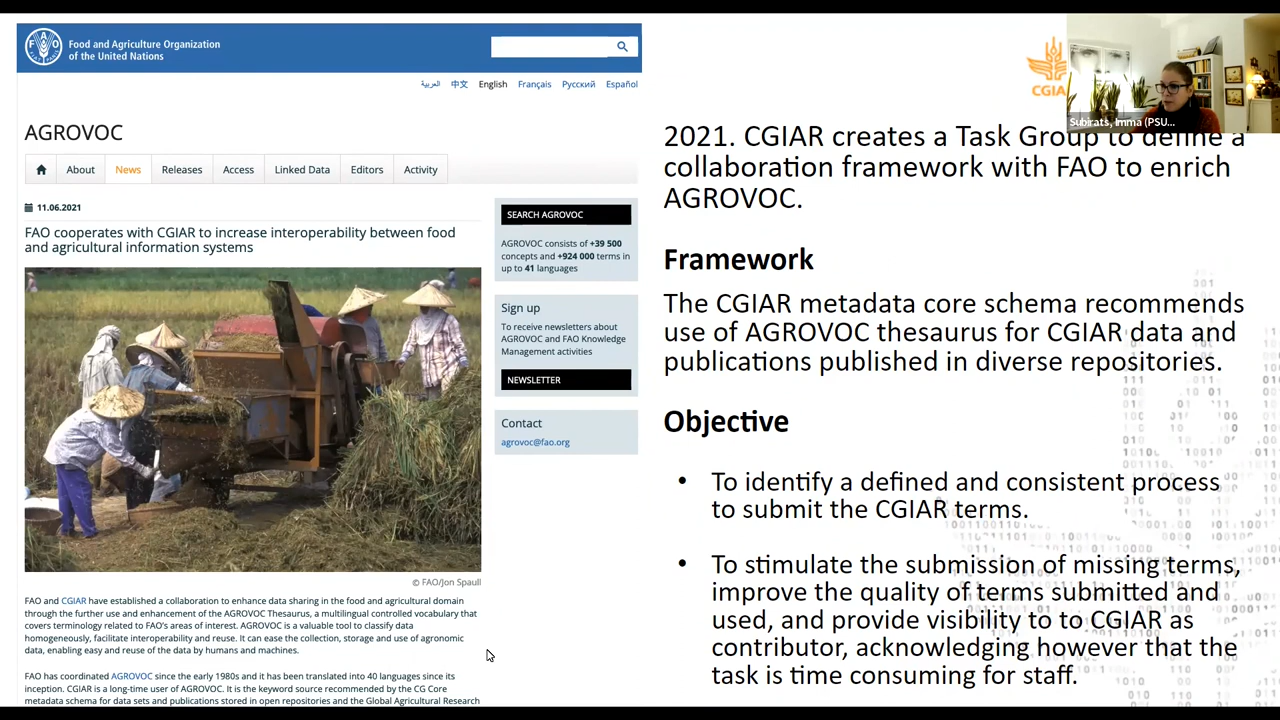 Food and Agriculture Organization
of the United Nations
العربية 中文 English Français Русский Español
AGROVOC
About News Releases Access Linked Data Editors Activity
11.06.2021
FAO cooperates with CGIAR to increase interoperability between food
and agricultural information systems
© FAO/Jon Spaull
FAO and CGIAR have established a collaboration to enhance data sharing in the food and agricultural domain
through the further use and enhancement of the AGROVOC Thesaurus, a multilingual controlled vocabulary that
covers terminology related to FAO's areas of interest. AGROVOC is a valuable tool to classify data
homogeneously, facilitate interoperability and reuse. It can ease the collection, storage and use of agronomic
data, enabling easy and reuse of the data by humans and machines.
FAO has coordinated AGROVOC since the early 1980s and it has been translated into 40 languages since its
inception. CGIAR is a long-time user of AGROVOC. It is the keyword source recommended by the CG Core
metadata schema for data sets and publications stored in open repositories and the Global Agricultural Research
SEARCH AGROVOC
AGROVOC consists of +39 500
concepts and +924 000 terms in
up to 41 languages
Sign up
To receive newsletters about
AGROVOC and FAO Knowledge
Management activities
NEWSLETTER
Contact
agrovoc@fao.org
CGIA
Subirats, Imma (PSU...
2021. CGIAR creates a Task Group to define a
collaboration framework with FAO to enrich
AGROVOC.
Framework
The CGIAR metadata core schema recommends
use of AGROVOC thesaurus for CGIAR data and
publications published in diverse repositories.
Objective
• To identify a defined and consistent process
to submit the CGIAR terms.
• To stimulate the submission of missing terms,
improve the quality of terms submitted and
used, and provide visibility to to CGIAR as
contributor, acknowledging however that the
task is time consuming for staff.